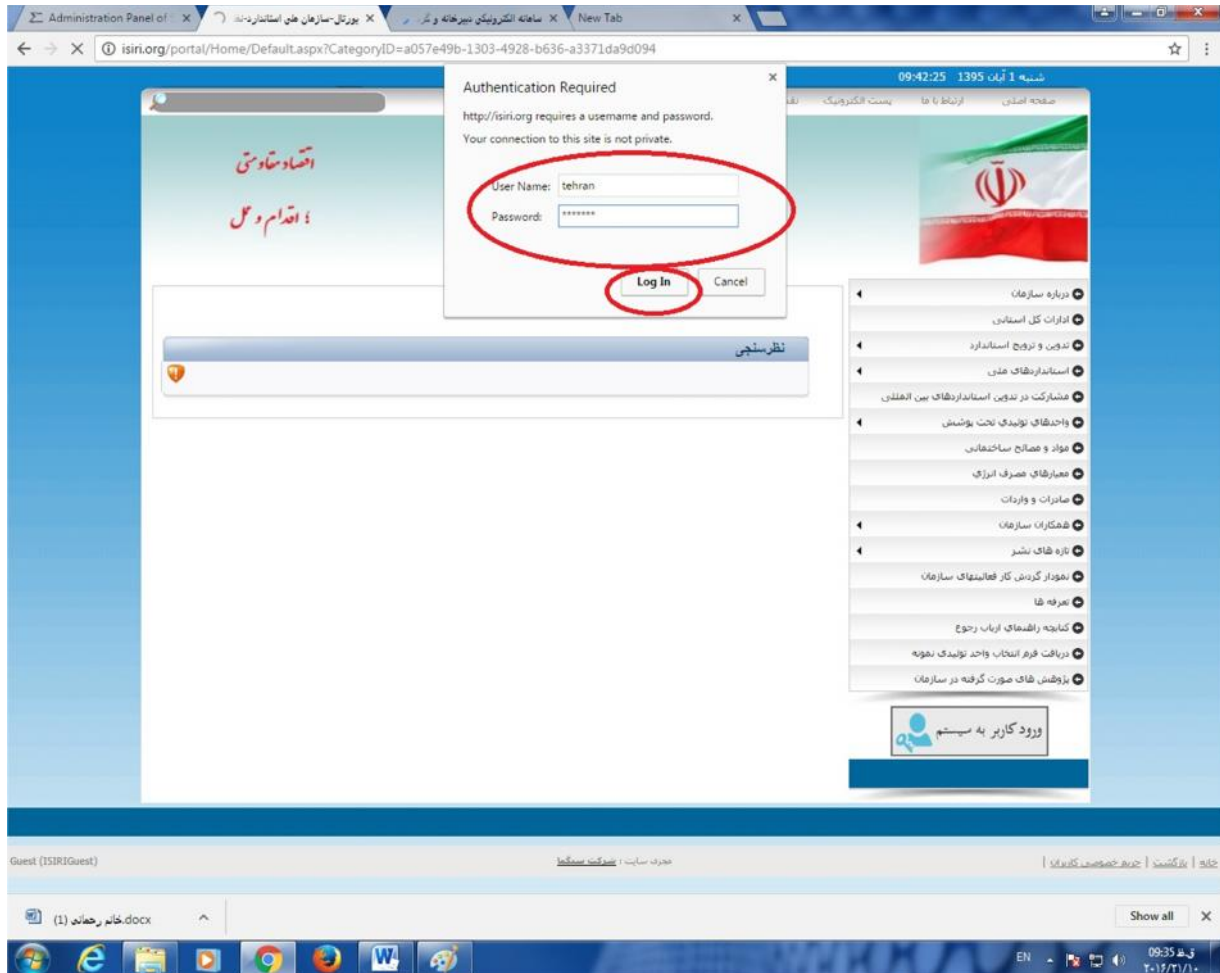 Administration Panel of S
پورتال-سازمان ملی استاندارد-نف
سامانه الکترونیکی دبیرخانه و گر
New Tab
isiri.org/portal/Home/Default.aspx?CategoryID=a057e49b-1303-4928-b636-a3371da9d094
شنبه 1 آبان 1395 09:42:25
صفحه اصلی ارتباط با ما پست الکترونیک
Authentication Required
http://isiri.org requires a username and password.
Your connection to this site is not private.
User Name: tehran
Password: *******
Log In Cancel
اقتصاد مقاومتی
؛ اقدام و عمل
درباره سازمان
ادارات کل استانی
تدوین و ترویج استاندارد
استانداردهای ملی
مشارکت در تدوین استانداردهای بین المللی
واحدهای تولیدی تحت پوشش
مواد و مصالح ساختمانی
معیارهای مصرف انرژی
صادرات و واردات
همکاران سازمان
تازه های نشر
نمودار گردش کار فعالیتهای سازمان
تعرفه ها
کتابچه راهنمای ارباب رجوع
دریافت فرم انتخاب واحد تولیدی نمونه
پژوهش های صورت گرفته در سازمان
نظرسنجی
ورود کاربر به سیستم
خانه | بازگشت | حریم خصوصی کاربران |
مجری سایت : شرکت سیگما
Guest (ISIRIGuest)
خانم رحمانی (1).docx
Show all
EN
09:35 ق.ظ
۲۰۱۶/۲۱/۱۰